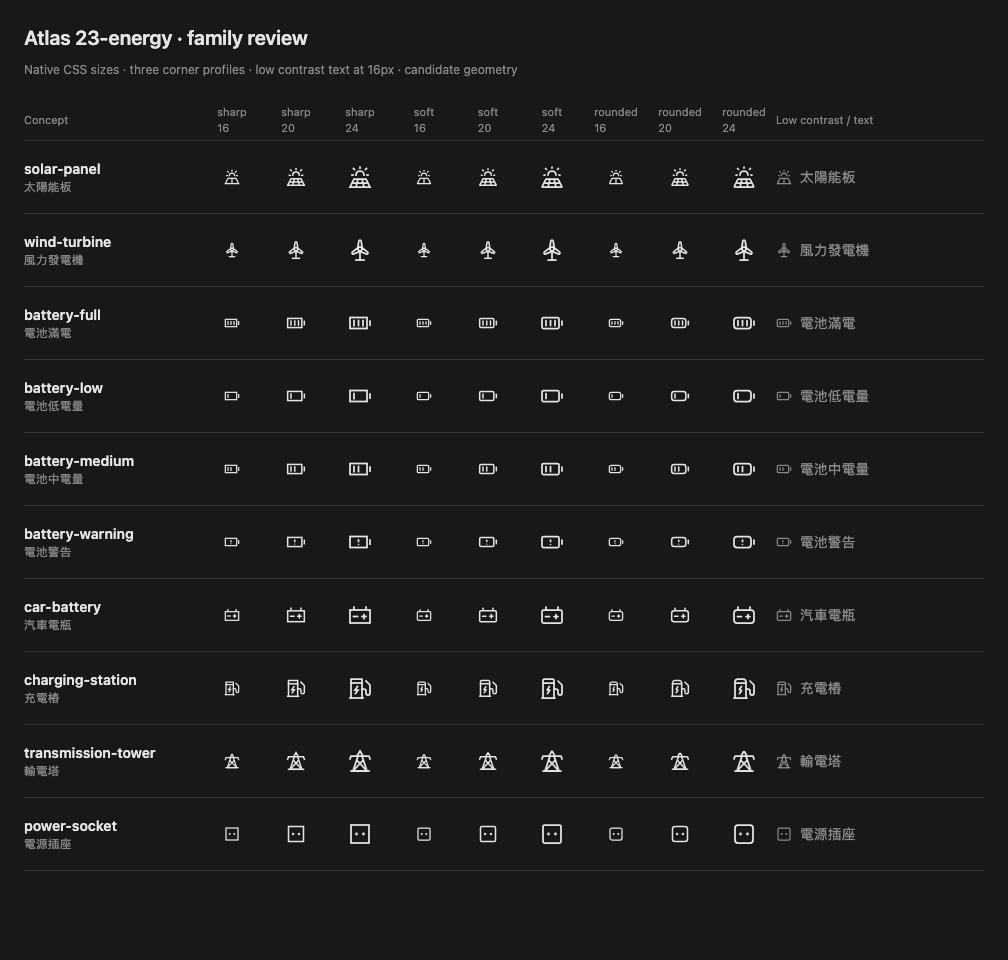 Atlas 23-energy · family review
Native CSS sizes · three corner profiles · low contrast text at 16px · candidate geometry
Concept sharp 16 sharp 20 sharp 24 soft 16 soft 20 soft 24 rounded 16 rounded 20 rounded 24 Low contrast / text
solar-panel
太陽能板
太陽能板
wind-turbine
風力發電機
風力發電機
battery-full
電池滿電
電池滿電
battery-low
電池低電量
電池低電量
battery-medium
電池中電量
電池中電量
battery-warning
電池警告
電池警告
car-battery
汽車電瓶
汽車電瓶
charging-station
充電樁
充電樁
transmission-tower
輸電塔
輸電塔
power-socket
電源插座
電源插座